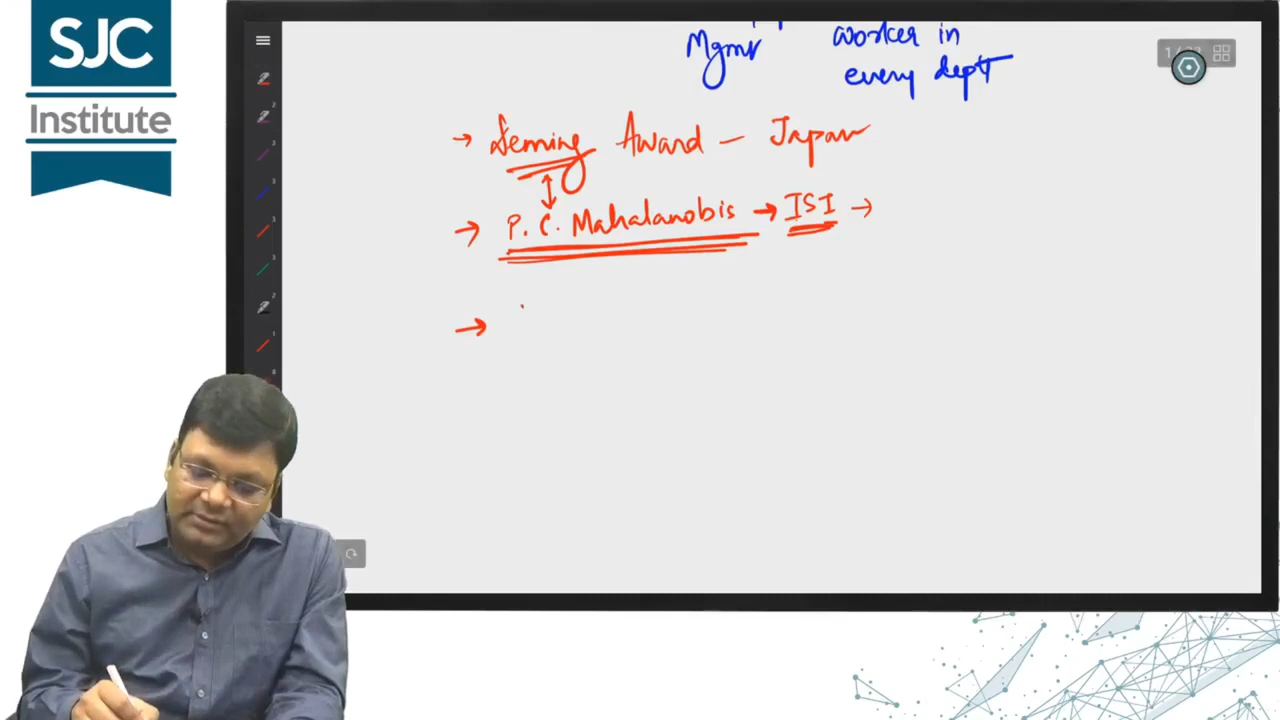 SJC
Institute
Mgmt worker in
every dept
→ Deming Award – Japan
→ P. C. Mahalanobis → ISI →
→